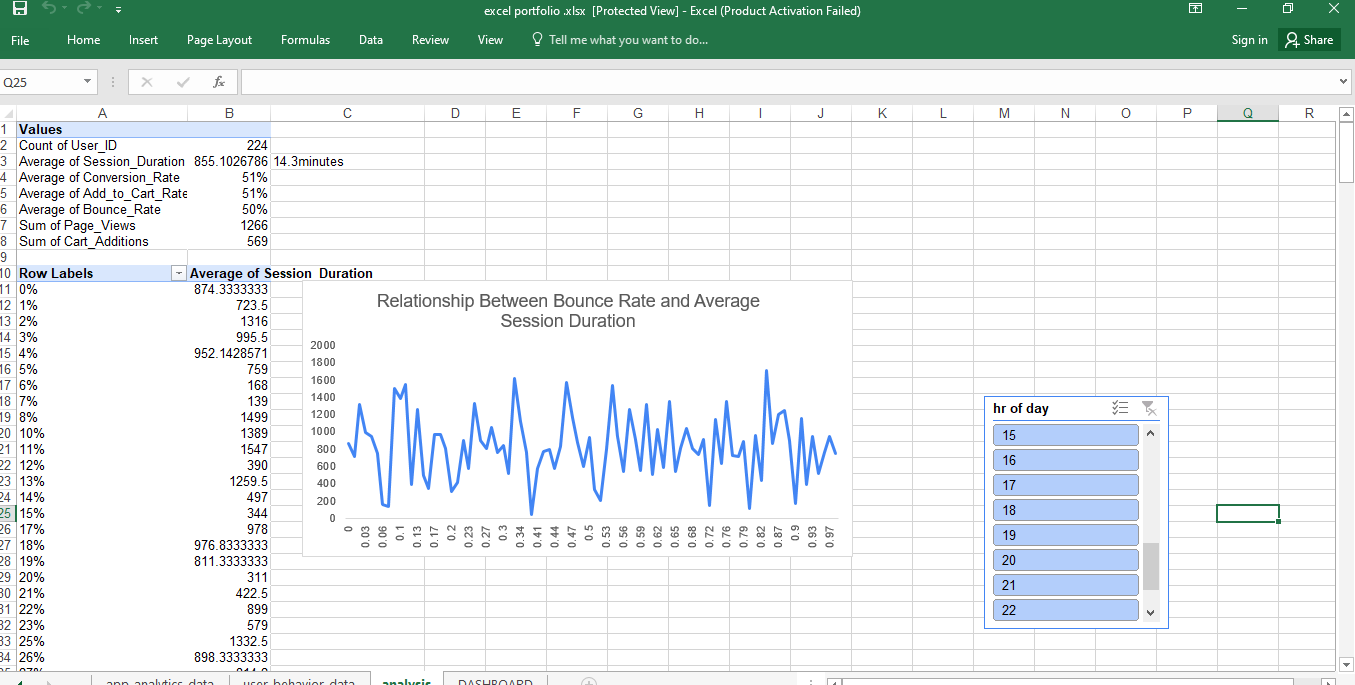 excel portfolio .xlsx [Protected View] - Excel (Product Activation Failed)
File Home Insert Page Layout Formulas Data Review View Tell me what you want to do... Sign in Share
Q25 fx
A B C D E F G H I J K L M N O P Q R
1 Values
2 Count of User_ID 224
3 Average of Session_Duration 855.1026786 14.3minutes
4 Average of Conversion_Rate 51%
5 Average of Add_to_Cart_Rate 51%
6 Average of Bounce_Rate 50%
7 Sum of Page_Views 1266
8 Sum of Cart_Additions 569
9
10 Row Labels Average of Session_Duration
11 0% 874.3333333
12 1% 723.5
13 2% 1316
14 3% 995.5
15 4% 952.1428571
16 5% 759
17 6% 168
18 7% 139
19 8% 1499
20 10% 1389
21 11% 1547
22 12% 390
23 13% 1259.5
24 14% 497
25 15% 344
26 17% 978
27 18% 976.8333333
28 19% 811.3333333
29 20% 311
30 21% 422.5
31 22% 899
32 23% 579
33 25% 1332.5
34 26% 898.3333333
Relationship Between Bounce Rate and Average
Session Duration
2000
1800
1600
1400
1200
1000
800
600
400
200
0
0 0.03 0.06 0.1 0.13 0.17 0.2 0.23 0.27 0.3 0.34 0.41 0.44 0.47 0.5 0.53 0.56 0.59 0.62 0.65 0.68 0.72 0.76 0.79 0.82 0.87 0.9 0.93 0.97
hr of day
15
16
17
18
19
20
21
22
app_analytics_data user_behavior_data analysis DASHBOARD